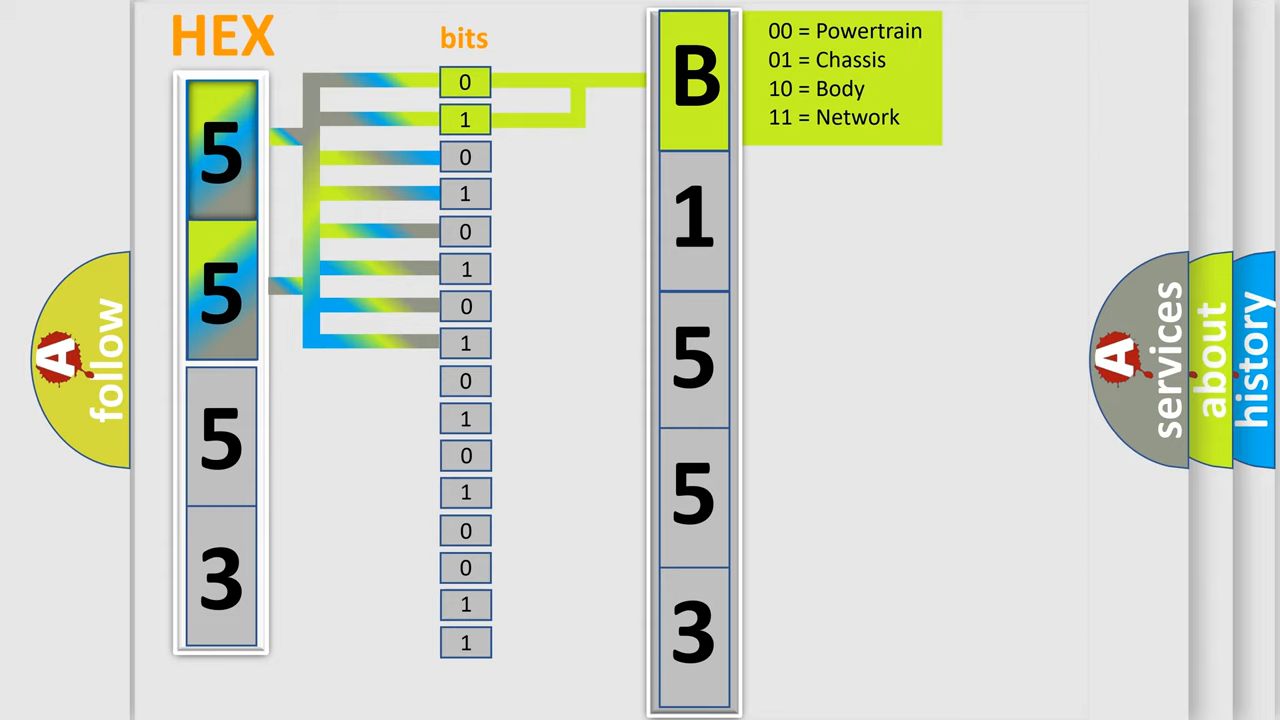 HEX
bits
5
5
5
3
0
1
0
1
0
1
0
1
0
1
0
1
0
0
1
1
B
1
5
5
3
00 = Powertrain
01 = Chassis
10 = Body
11 = Network
A
follow
A
services
about
history